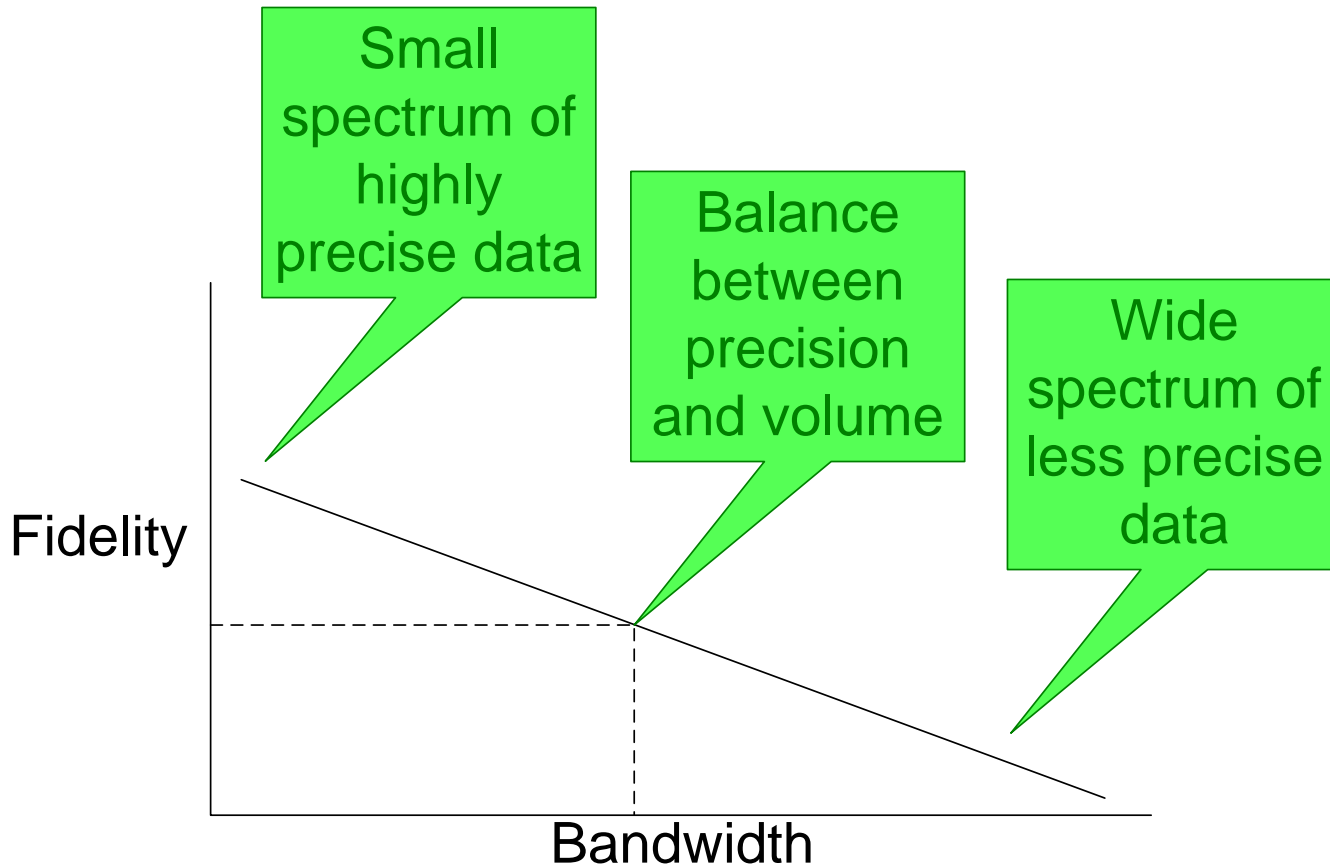 Small
spectrum of
highly
precise data
Balance
between
precision
and volume
Wide
spectrum of
less precise
data
Fidelity
Bandwidth